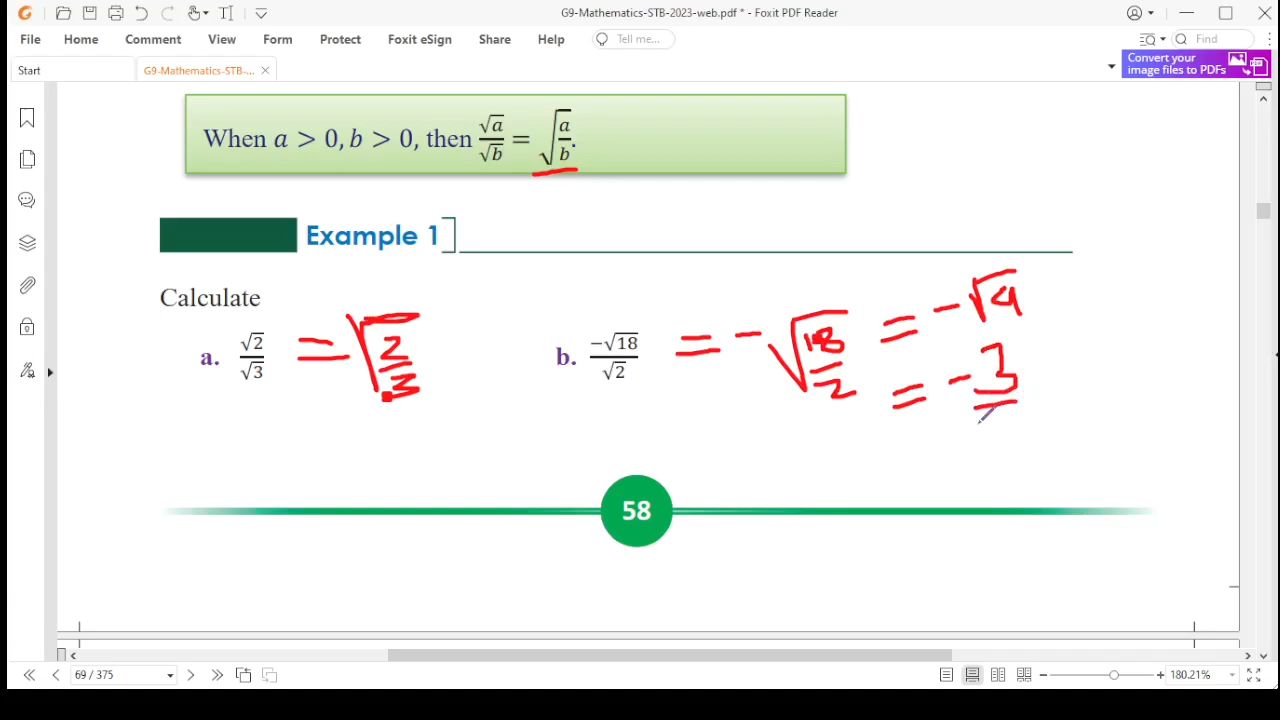 G9-Mathematics-STB-2023-web.pdf * - Foxit PDF Reader
File Home Comment View Form Protect Foxit eSign Share Help Tell me... Find
Start G9-Mathematics-STB-... Convert your image files to PDFs
When a > 0, b > 0, then √a/√b = √(a/b).
Example 1
Calculate
a. √2/√3 = √(2/3)
b. −√18/√2 = −√(18/2) = −√9
= −3
58
69 / 375 180.21%